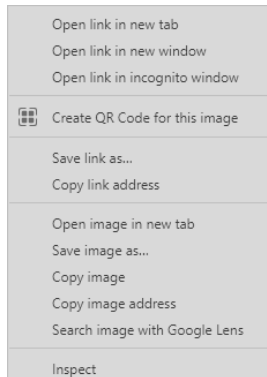 Open link in new tab
Open link in new window
Open link in incognito window
Create QR Code for this image
Save link as...
Copy link address
Open image in new tab
Save image as...
Copy image
Copy image address
Search image with Google Lens
Inspect